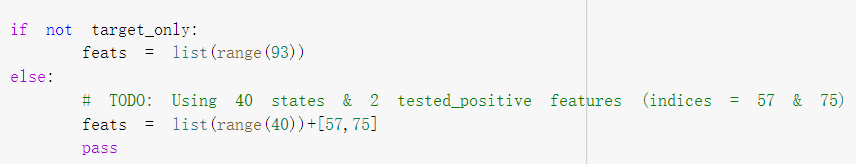 if not target_only:
feats = list(range(93))
else:
# TODO: Using 40 states & 2 tested_positive features (indices = 57 & 75)
feats = list(range(40))+[57,75]
pass